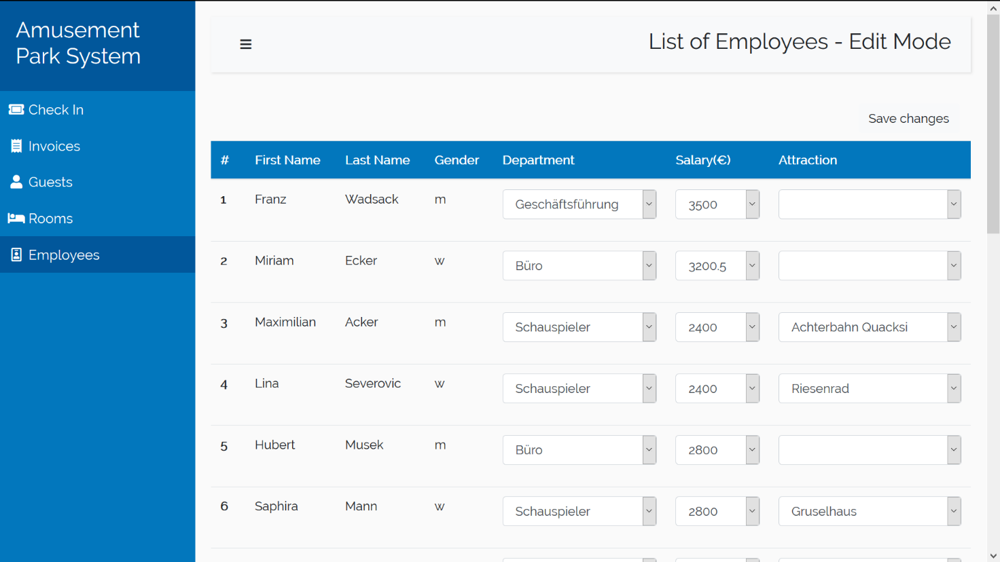 Amusement
Park System
List of Employees - Edit Mode
Check In
Invoices
Guests
Rooms
Employees
Save changes
# First Name Last Name Gender Department Salary(€) Attraction
1 Franz Wadsack m Geschäftsführung 3500
2 Miriam Ecker w Büro 3200.5
3 Maximilian Acker m Schauspieler 2400 Achterbahn Quacksi
4 Lina Severovic w Schauspieler 2400 Riesenrad
5 Hubert Musek m Büro 2800
6 Saphira Mann w Schauspieler 2800 Gruselhaus